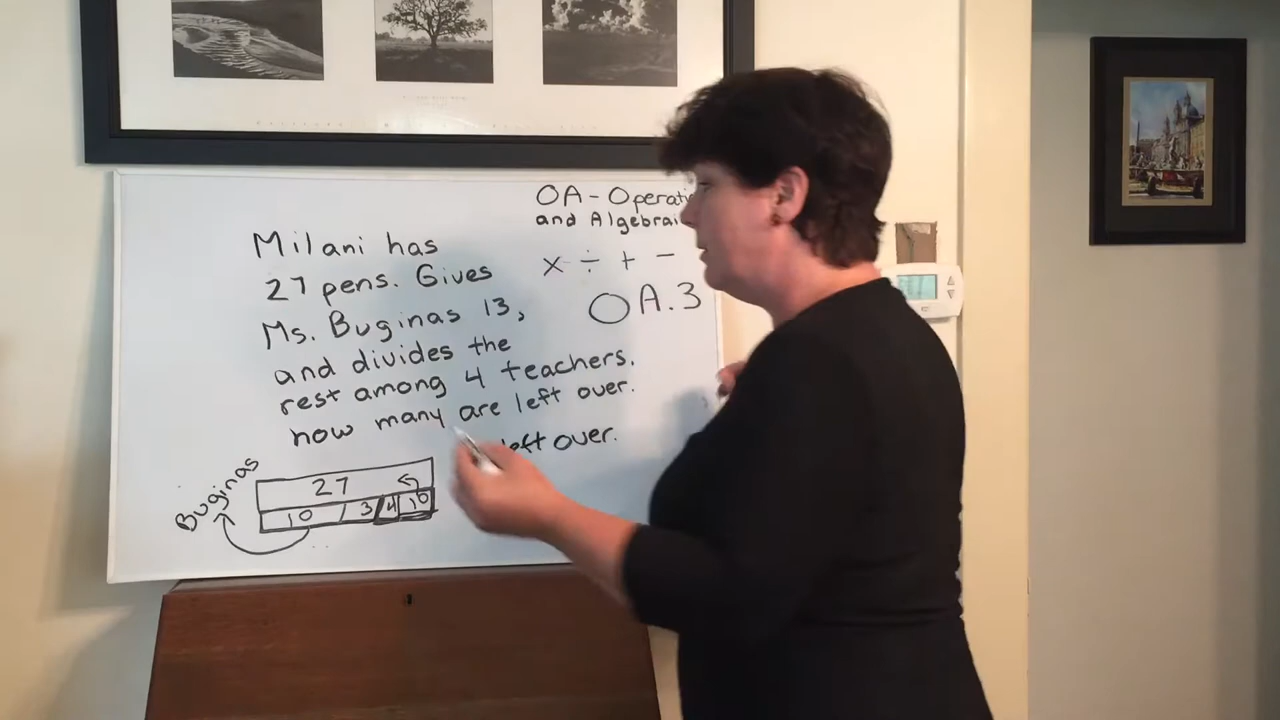 OA - Operati
and Algebrai
x ÷ + -
OA.3
Milani has
27 pens. Gives
Ms. Buginas 13,
and divides the
rest among 4 teachers.
how many are left over.
left over.
Buginas
27
10 / 3 4 10